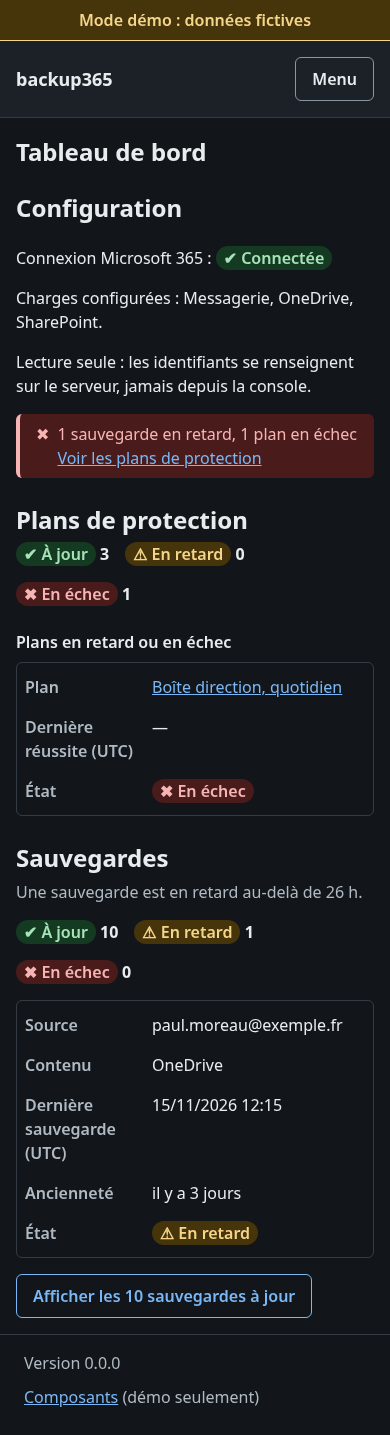 Mode démo : données fictives
backup365
Menu
Tableau de bord
Configuration
Connexion Microsoft 365 : ✔ Connectée
Charges configurées : Messagerie, OneDrive,
SharePoint.
Lecture seule : les identifiants se renseignent
sur le serveur, jamais depuis la console.
✖ 1 sauvegarde en retard, 1 plan en échec
Voir les plans de protection
Plans de protection
✔ À jour 3 ⚠ En retard 0
✖ En échec 1
Plans en retard ou en échec
Plan Boîte direction, quotidien
Dernière —
réussite (UTC)
État ✖ En échec
Sauvegardes
Une sauvegarde est en retard au-delà de 26 h.
✔ À jour 10 ⚠ En retard 1
✖ En échec 0
Source paul.moreau@exemple.fr
Contenu OneDrive
Dernière 15/11/2026 12:15
sauvegarde
(UTC)
Ancienneté il y a 3 jours
État ⚠ En retard
Afficher les 10 sauvegardes à jour
Version 0.0.0
Composants (démo seulement)